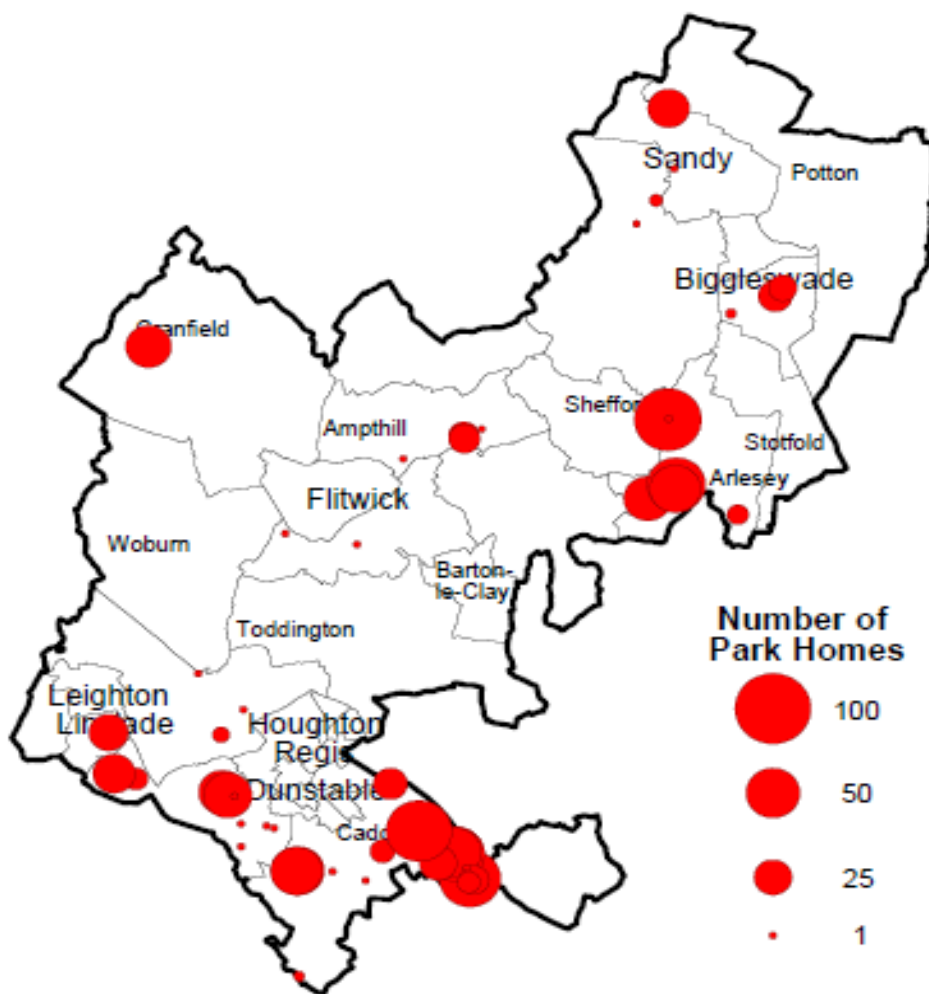 Sandy
Potton
Biggleswade
Cranfield
Sheffor
Ampthill
Stotfold
Arlesey
Flitwick
Woburn
Barton-
le-Clay
Toddington
Leighton
Linslade
Houghton
Regis
Dunstable
Number of
Park Homes
100
50
25
1